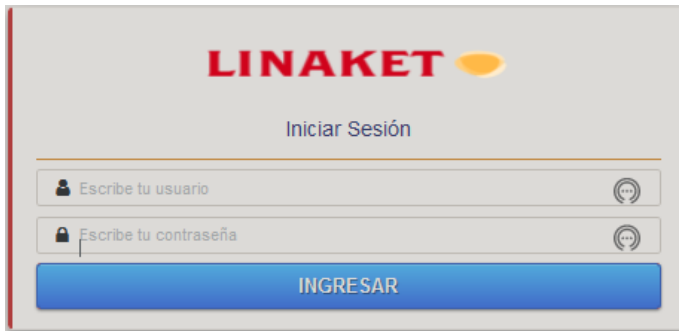 LINAKET
Iniciar Sesión
Escribe tu usuario
Escribe tu contraseña
INGRESAR